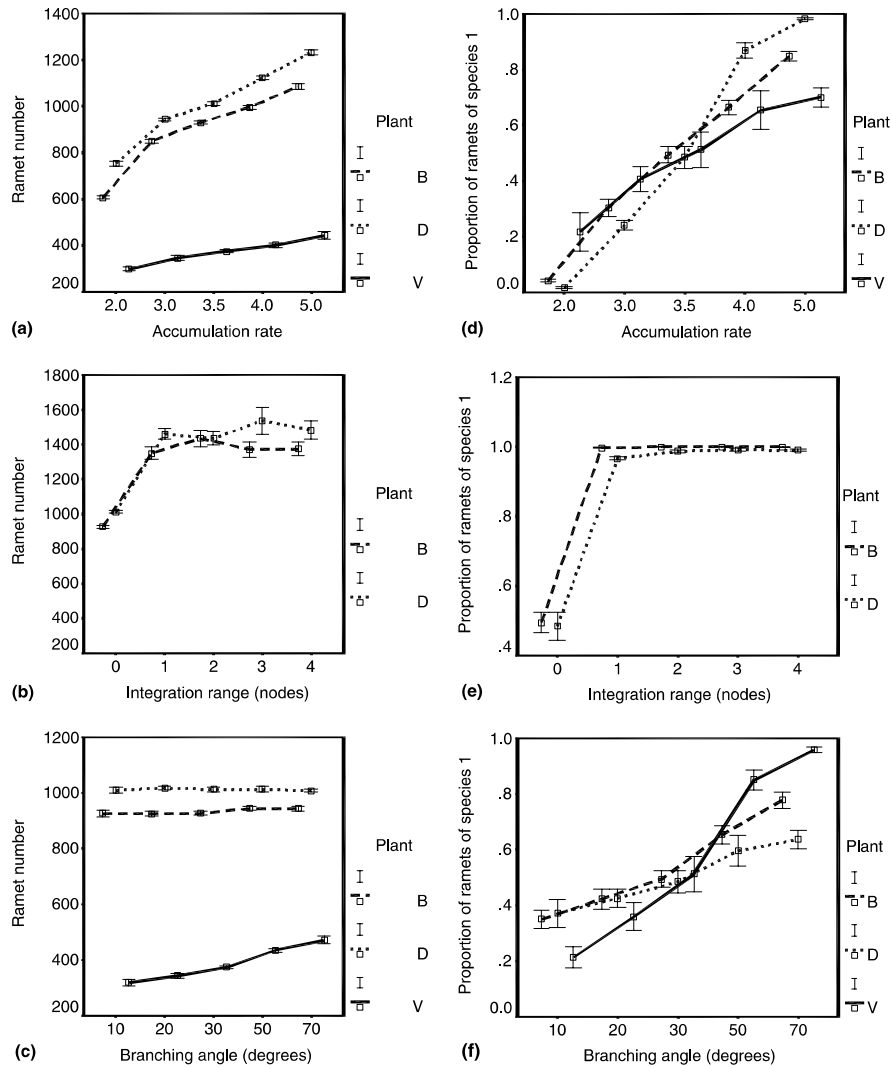 1400
1200
1000
800
600
400
200
Ramet number
2.0 3.0 3.5 4.0 5.0
(a) Accumulation rate
Plant
B
D
V
1.0
.8
.6
.4
.2
0.0
Proportion of ramets of species 1
2.0 3.0 3.5 4.0 5.0
(d) Accumulation rate
Plant
B
D
V
1800
1600
1400
1200
1000
800
600
400
200
Ramet number
0 1 2 3 4
(b) Integration range (nodes)
Plant
B
D
1.2
1.0
.8
.6
.4
Proportion of ramets of species 1
0 1 2 3 4
(e) Integration range (nodes)
Plant
B
D
1200
1000
800
600
400
200
Ramet number
10 20 30 50 70
(c) Branching angle (degrees)
Plant
B
D
V
1.0
.8
.6
.4
.2
0.0
Proportion of ramets of species 1
10 20 30 50 70
(f) Branching angle (degrees)
Plant
B
D
V